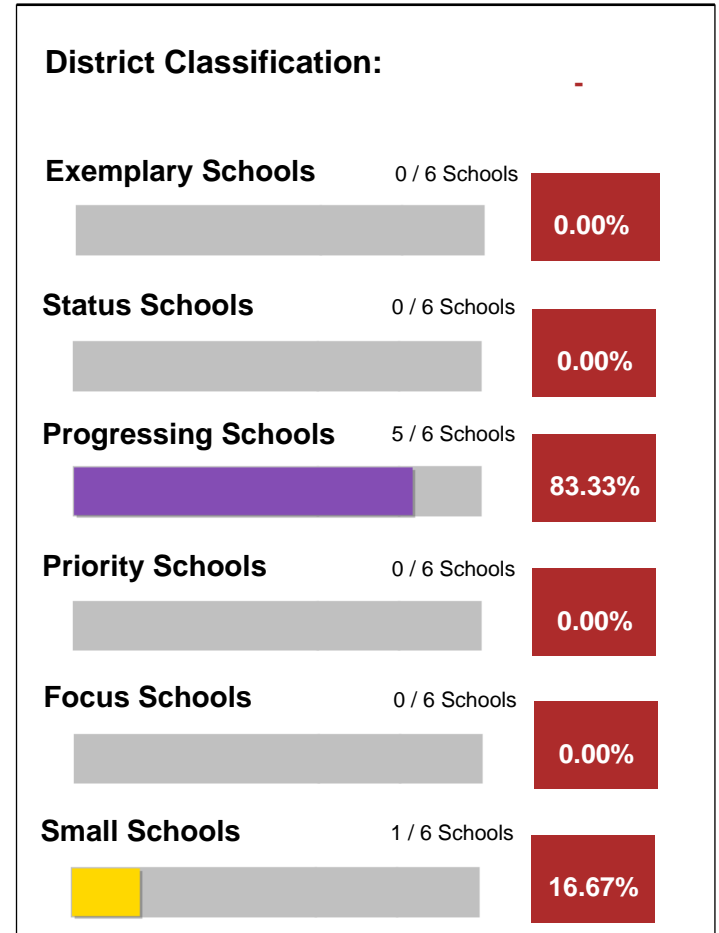 District Classification:
-
Exemplary Schools 0 / 6 Schools
0.00%
Status Schools 0 / 6 Schools
0.00%
Progressing Schools 5 / 6 Schools
83.33%
Priority Schools 0 / 6 Schools
0.00%
Focus Schools 0 / 6 Schools
0.00%
Small Schools 1 / 6 Schools
16.67%